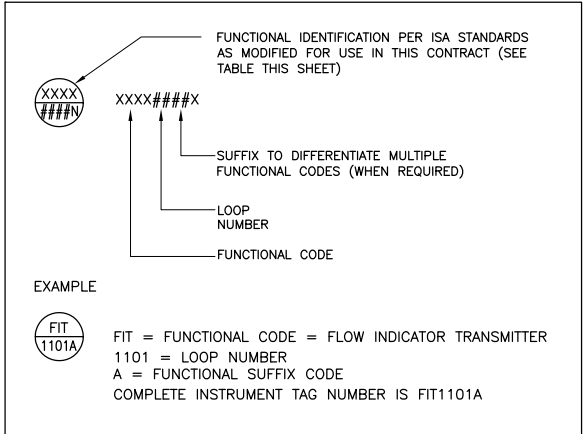 FUNCTIONAL IDENTIFICATION PER ISA STANDARDS
AS MODIFIED FOR USE IN THIS CONTRACT (SEE
TABLE THIS SHEET)
XXXX
####N
XXXX####X
SUFFIX TO DIFFERENTIATE MULTIPLE
FUNCTIONAL CODES (WHEN REQUIRED)
LOOP
NUMBER
FUNCTIONAL CODE
EXAMPLE
FIT
1101A
FIT = FUNCTIONAL CODE = FLOW INDICATOR TRANSMITTER
1101 = LOOP NUMBER
A = FUNCTIONAL SUFFIX CODE
COMPLETE INSTRUMENT TAG NUMBER IS FIT1101A